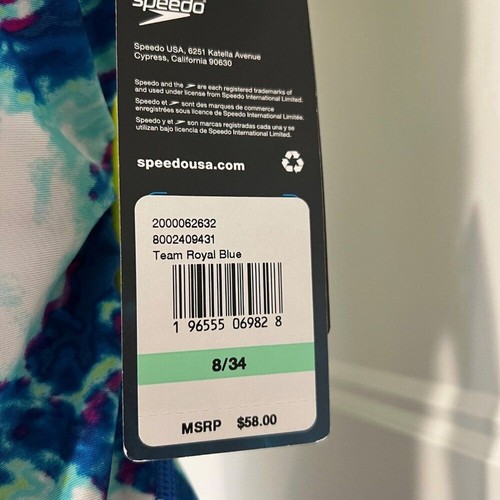 speedo
Speedo USA, 6251 Katella Avenue
Cypress, California 90630
Speedo and the are each registered trademarks of
and used under license from Speedo International Limited.
Speedo et sont des marques de commerce
enregistrées sous licence de Speedo International Limitée.
Speedo y et son marcas registradas cada una y se
utilizan bajo licencia de Speedo International Limited.
speedousa.com
2000062632
8002409431
Team Royal Blue
1 96555 06982 8
8/34
MSRP $58.00